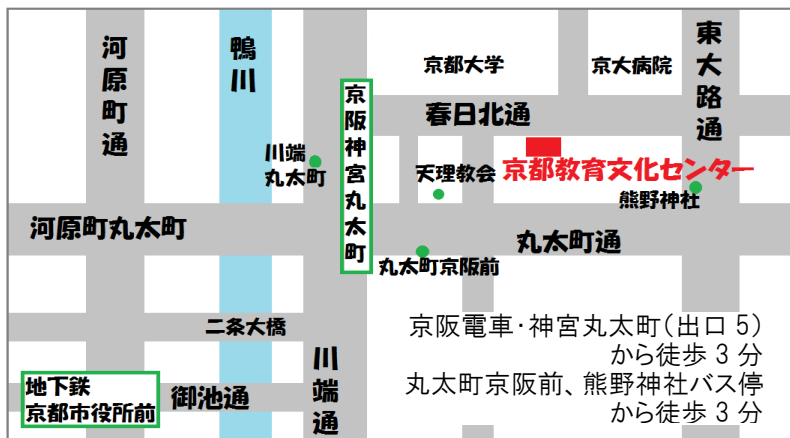 河原町通
鴨川
京都大学
京大病院
東大路通
京阪神宮丸太町
春日北通
川端
丸太町
天理教会
京都教育文化センター
熊野神社
河原町丸太町
丸太町通
丸太町京阪前
二条大橋
川端通
京阪電車・神宮丸太町(出口 5)
から徒歩 3 分
丸太町京阪前、熊野神社バス停
から徒歩 3 分
地下鉄
京都市役所前
御池通